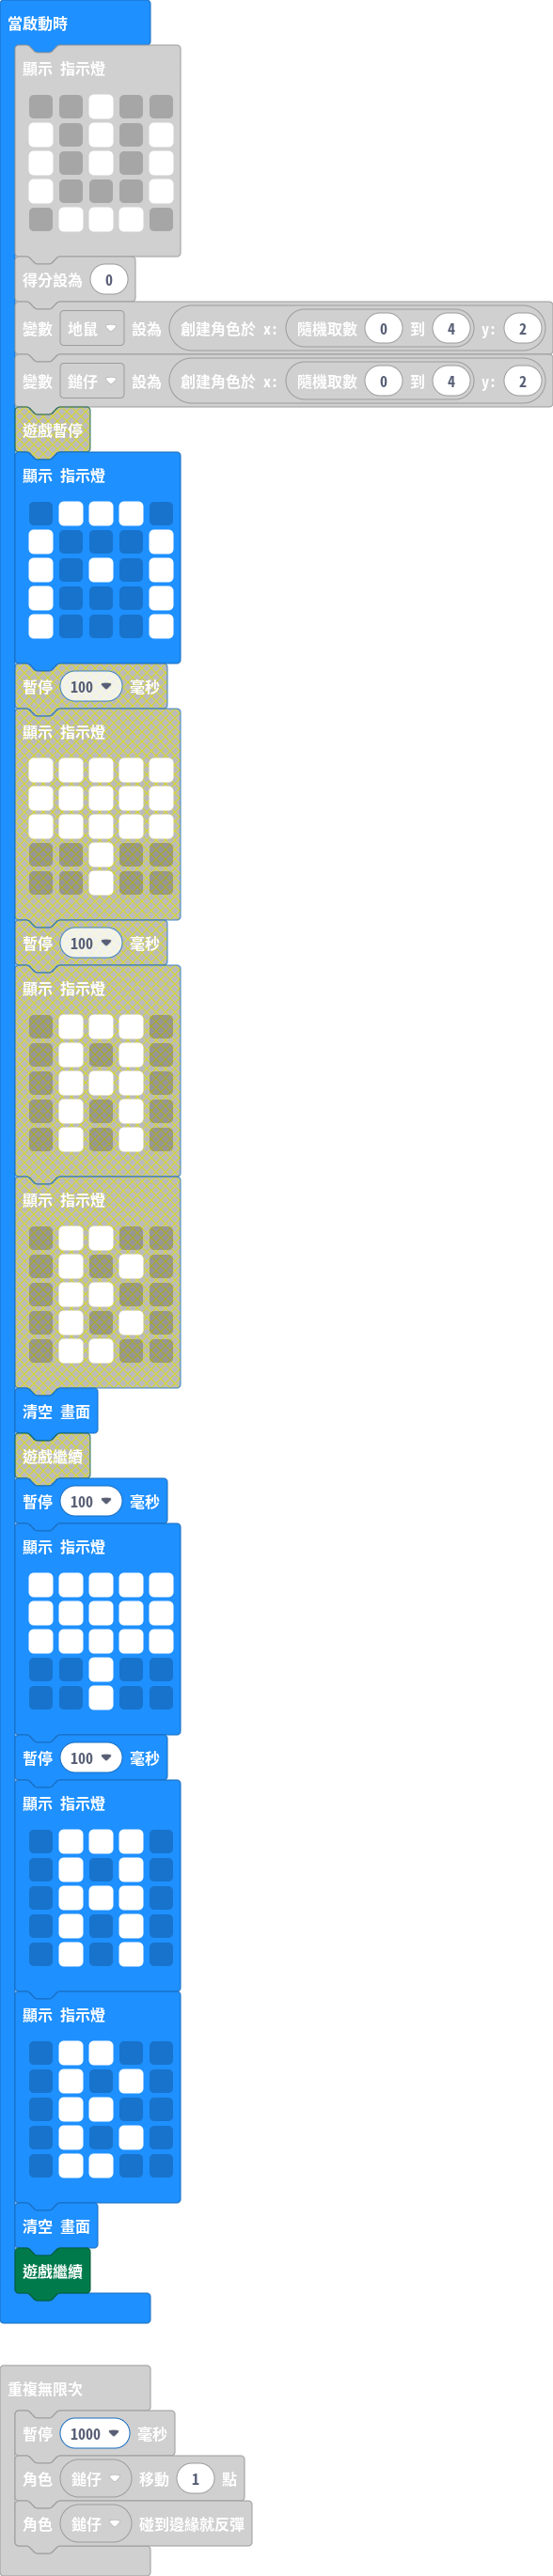 當啟動時
顯示 指示燈
得分設為 0
變數 地鼠 設為 創建角色於 x: 隨機取數 0 到 4 y: 2
變數 鎚仔 設為 創建角色於 x: 隨機取數 0 到 4 y: 2
遊戲暫停
顯示 指示燈
暫停 100 毫秒
顯示 指示燈
暫停 100 毫秒
顯示 指示燈
顯示 指示燈
清空 畫面
遊戲繼續
暫停 100 毫秒
顯示 指示燈
暫停 100 毫秒
顯示 指示燈
顯示 指示燈
清空 畫面
遊戲繼續
重複無限次
暫停 1000 毫秒
角色 鎚仔 移動 1 點
角色 鎚仔 碰到邊緣就反彈